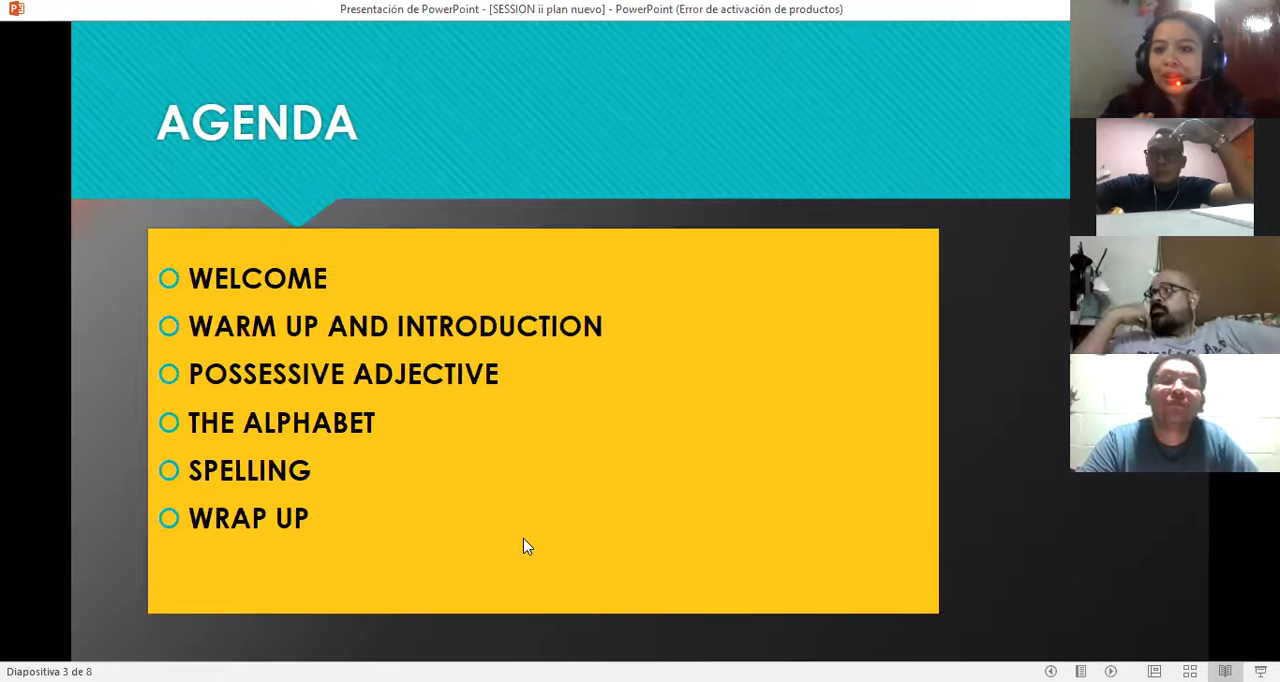 Presentación de PowerPoint - [SESSION ii plan nuevo] - PowerPoint (Error de activación de productos)
AGENDA
WELCOME
WARM UP AND INTRODUCTION
POSSESSIVE ADJECTIVE
THE ALPHABET
SPELLING
WRAP UP
Diapositiva 3 de 8